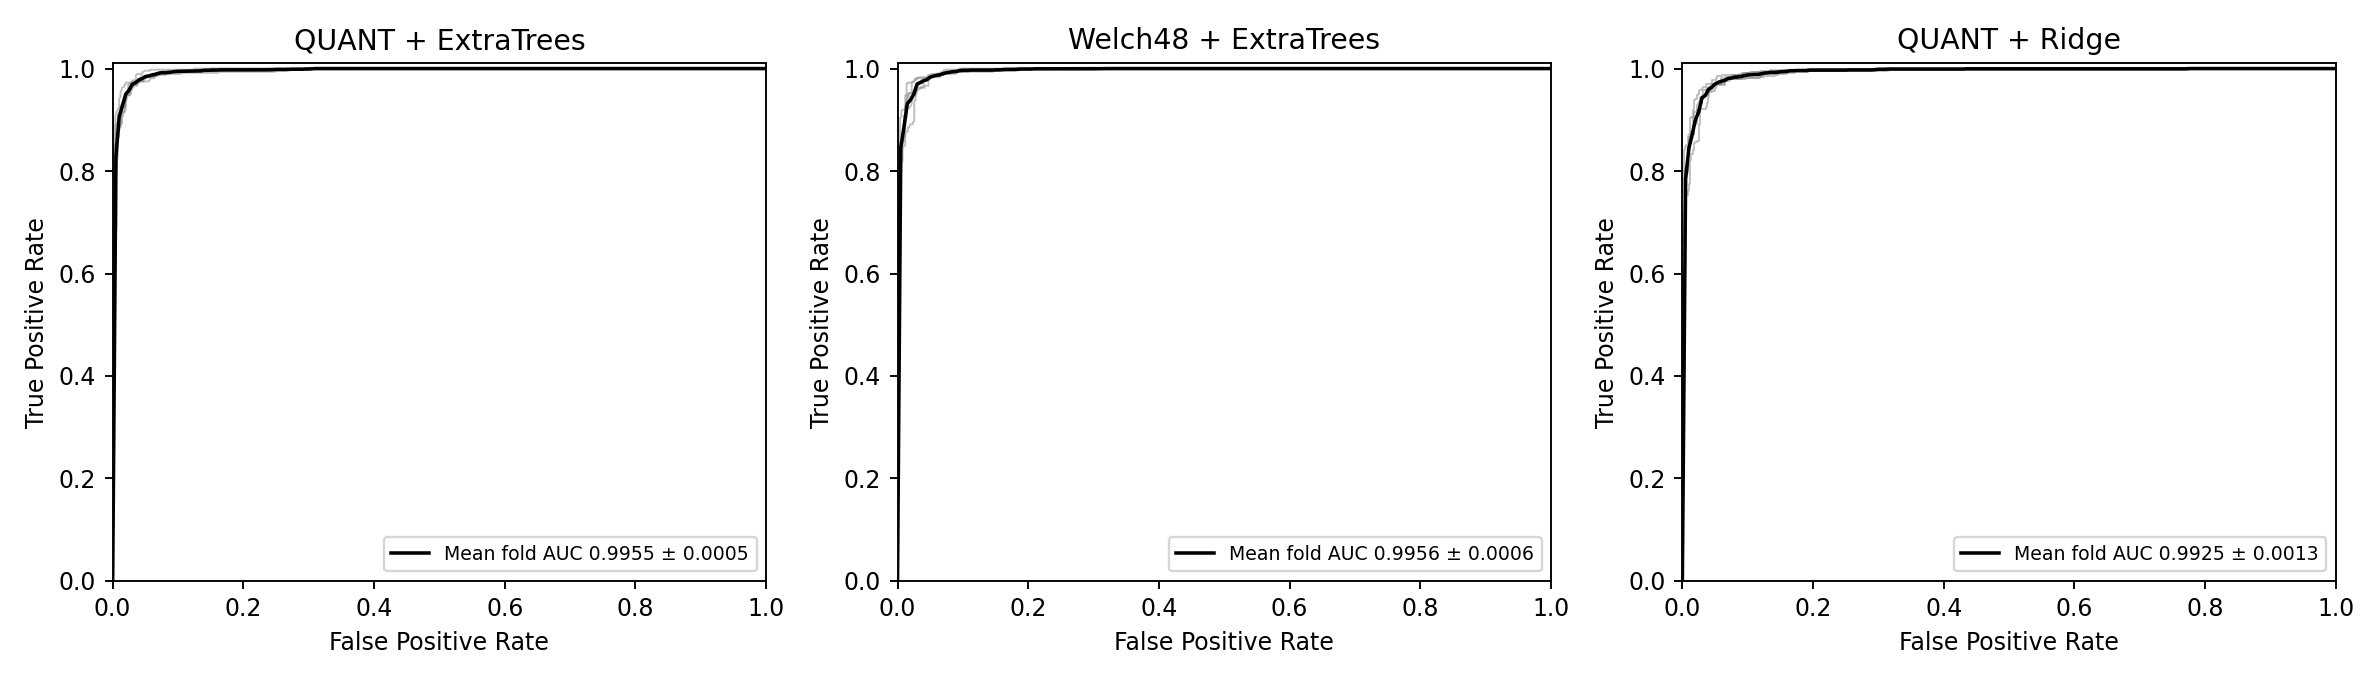 QUANT + ExtraTrees
1.0
0.8
0.6
0.4
0.2
0.0
True Positive Rate
Mean fold AUC 0.9955 ± 0.0005
0.0 0.2 0.4 0.6 0.8 1.0
False Positive Rate
Welch48 + ExtraTrees
1.0
0.8
0.6
0.4
0.2
0.0
True Positive Rate
Mean fold AUC 0.9956 ± 0.0006
0.0 0.2 0.4 0.6 0.8 1.0
False Positive Rate
QUANT + Ridge
1.0
0.8
0.6
0.4
0.2
0.0
True Positive Rate
Mean fold AUC 0.9925 ± 0.0013
0.0 0.2 0.4 0.6 0.8 1.0
False Positive Rate